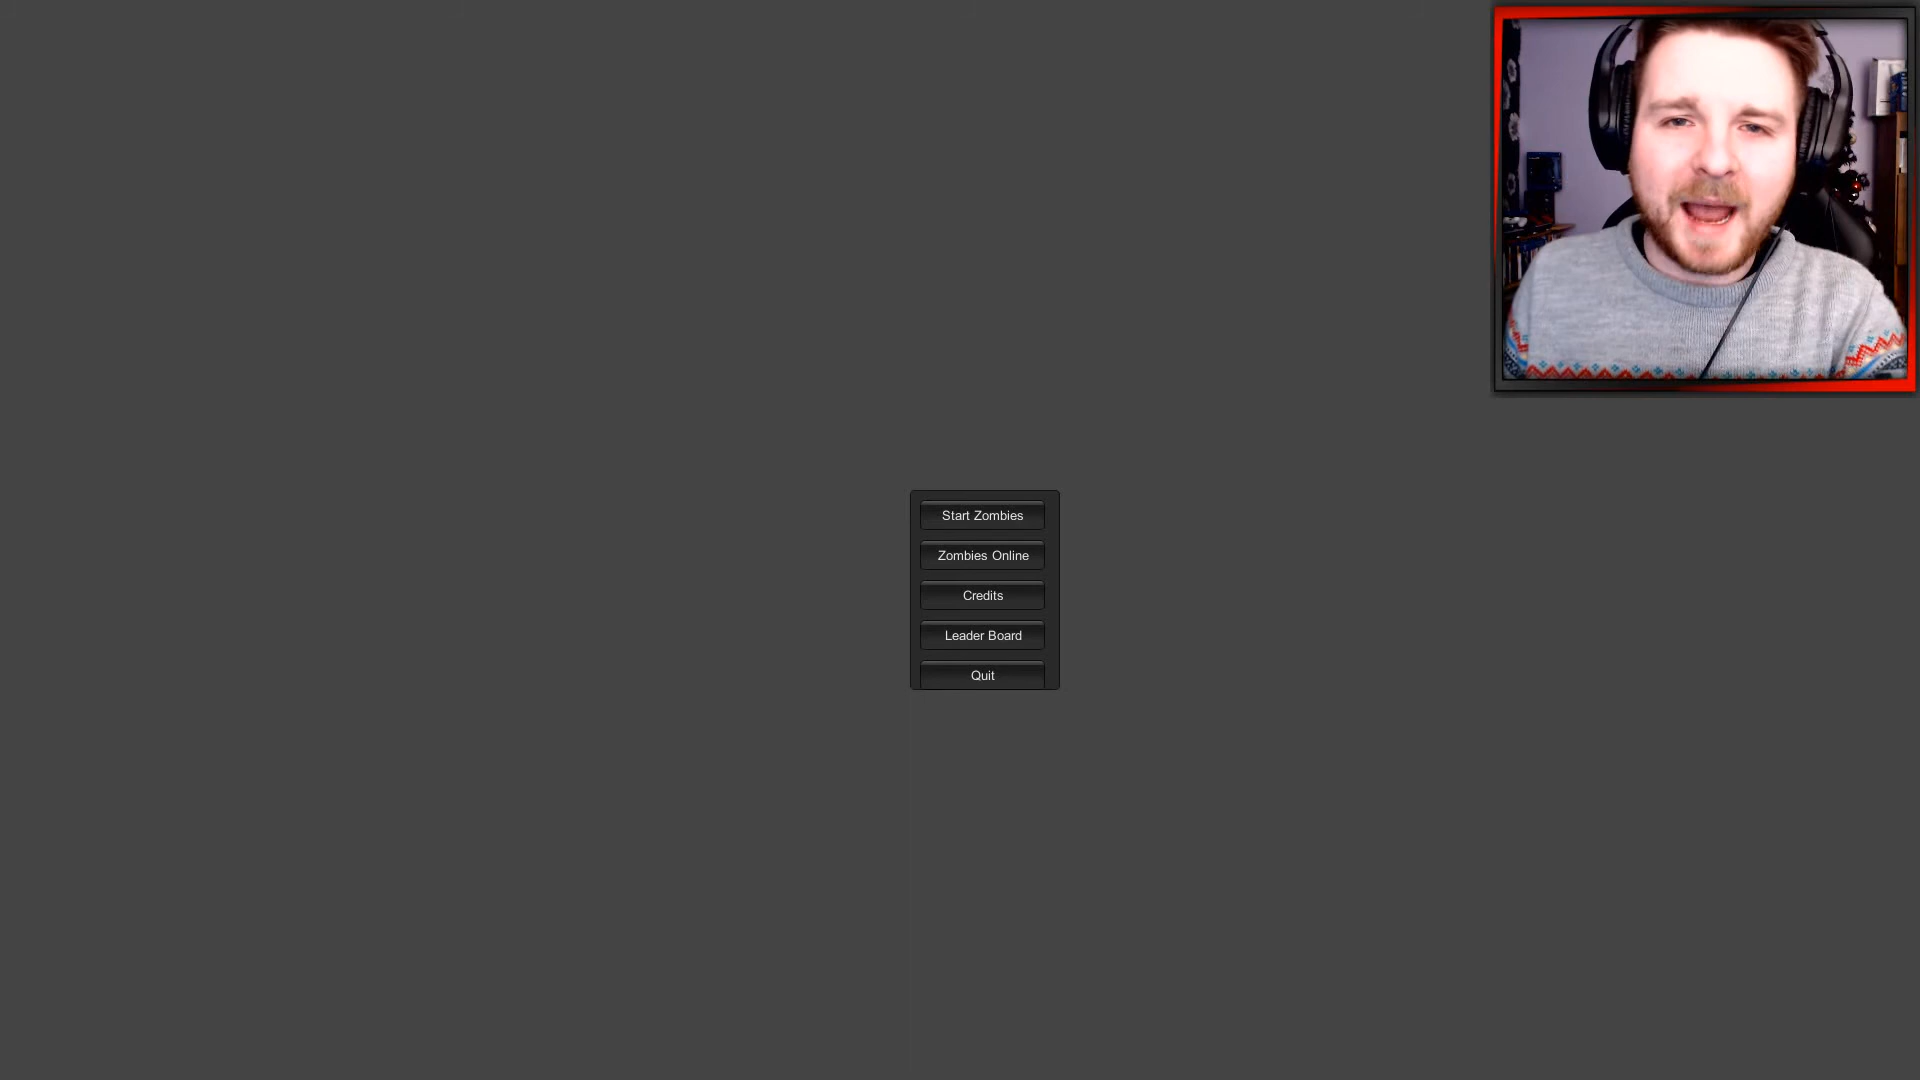 Start Zombies
Zombies Online
Credits
Leader Board
Quit